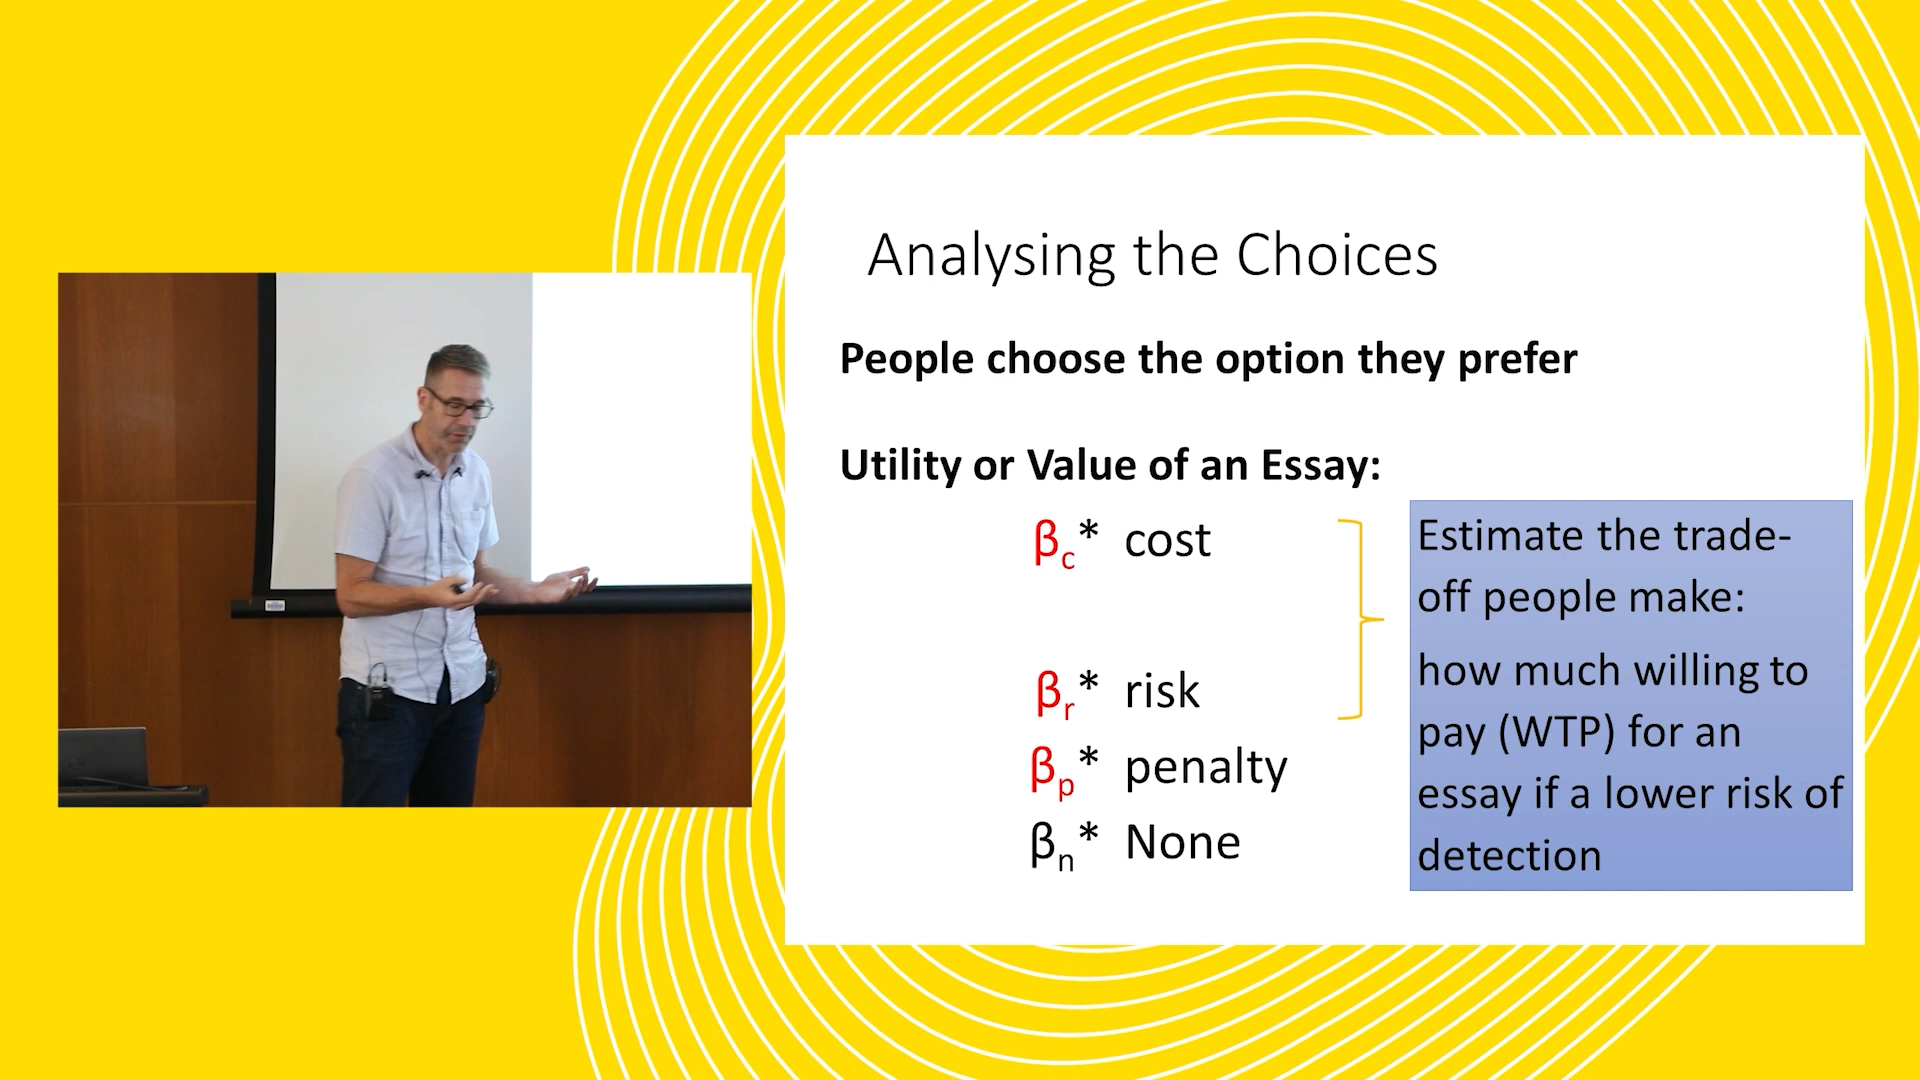 Analysing the Choices
People choose the option they prefer
Utility or Value of an Essay:
βc* cost
βr* risk
βp* penalty
βn* None
Estimate the trade-
off people make:
how much willing to
pay (WTP) for an
essay if a lower risk of
detection